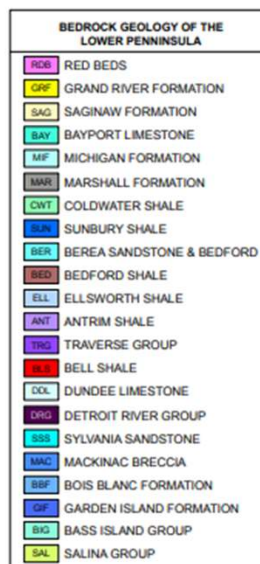 BEDROCK GEOLOGY OF THE
LOWER PENNINSULA
RDB RED BEDS
GRF GRAND RIVER FORMATION
SAG SAGINAW FORMATION
BAY BAYPORT LIMESTONE
MIF MICHIGAN FORMATION
MAR MARSHALL FORMATION
CWT COLDWATER SHALE
SUN SUNBURY SHALE
BER BEREA SANDSTONE & BEDFORD
BED BEDFORD SHALE
ELL ELLSWORTH SHALE
ANT ANTRIM SHALE
TRG TRAVERSE GROUP
BLS BELL SHALE
DDL DUNDEE LIMESTONE
DRG DETROIT RIVER GROUP
SSS SYLVANIA SANDSTONE
MAC MACKINAC BRECCIA
BBF BOIS BLANC FORMATION
GIF GARDEN ISLAND FORMATION
BIG BASS ISLAND GROUP
SAL SALINA GROUP